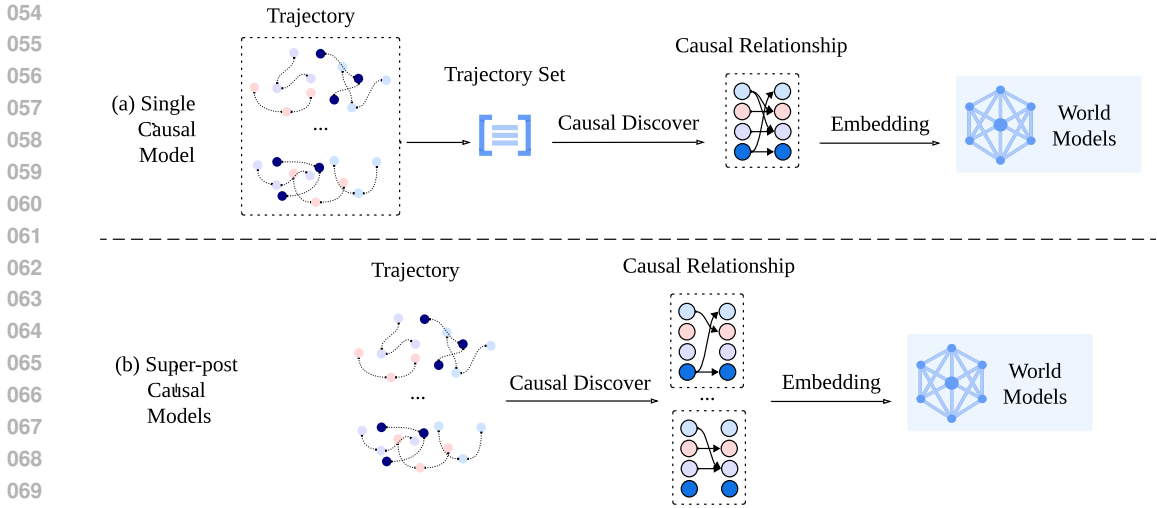 054
055
056
057
058
059
060
061
062
063
064
065
066
067
068
069
Trajectory
(a) Single
Causal
Model
...
Trajectory Set
Causal Discover
Causal Relationship
Embedding
World
Models
Trajectory
(b) Super-post
Causal
Models
...
Causal Discover
Causal Relationship
...
Embedding
World
Models